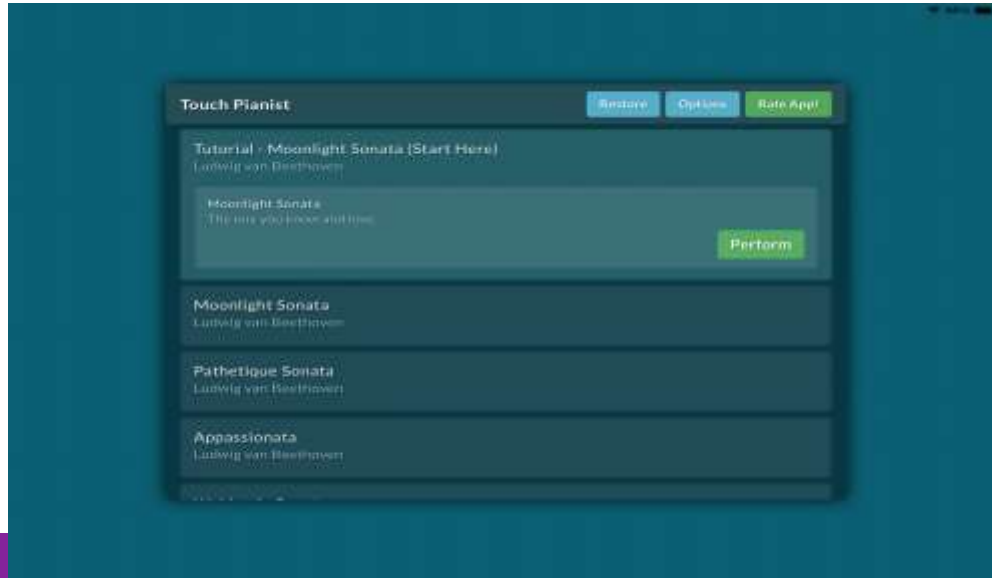 Touch Pianist
Restore Options Rate App!
Tutorial - Moonlight Sonata (Start Here)
Ludwig van Beethoven
Moonlight Sonata
The one you know and love
Perform
Moonlight Sonata
Ludwig van Beethoven
Pathetique Sonata
Ludwig van Beethoven
Appassionata
Ludwig van Beethoven